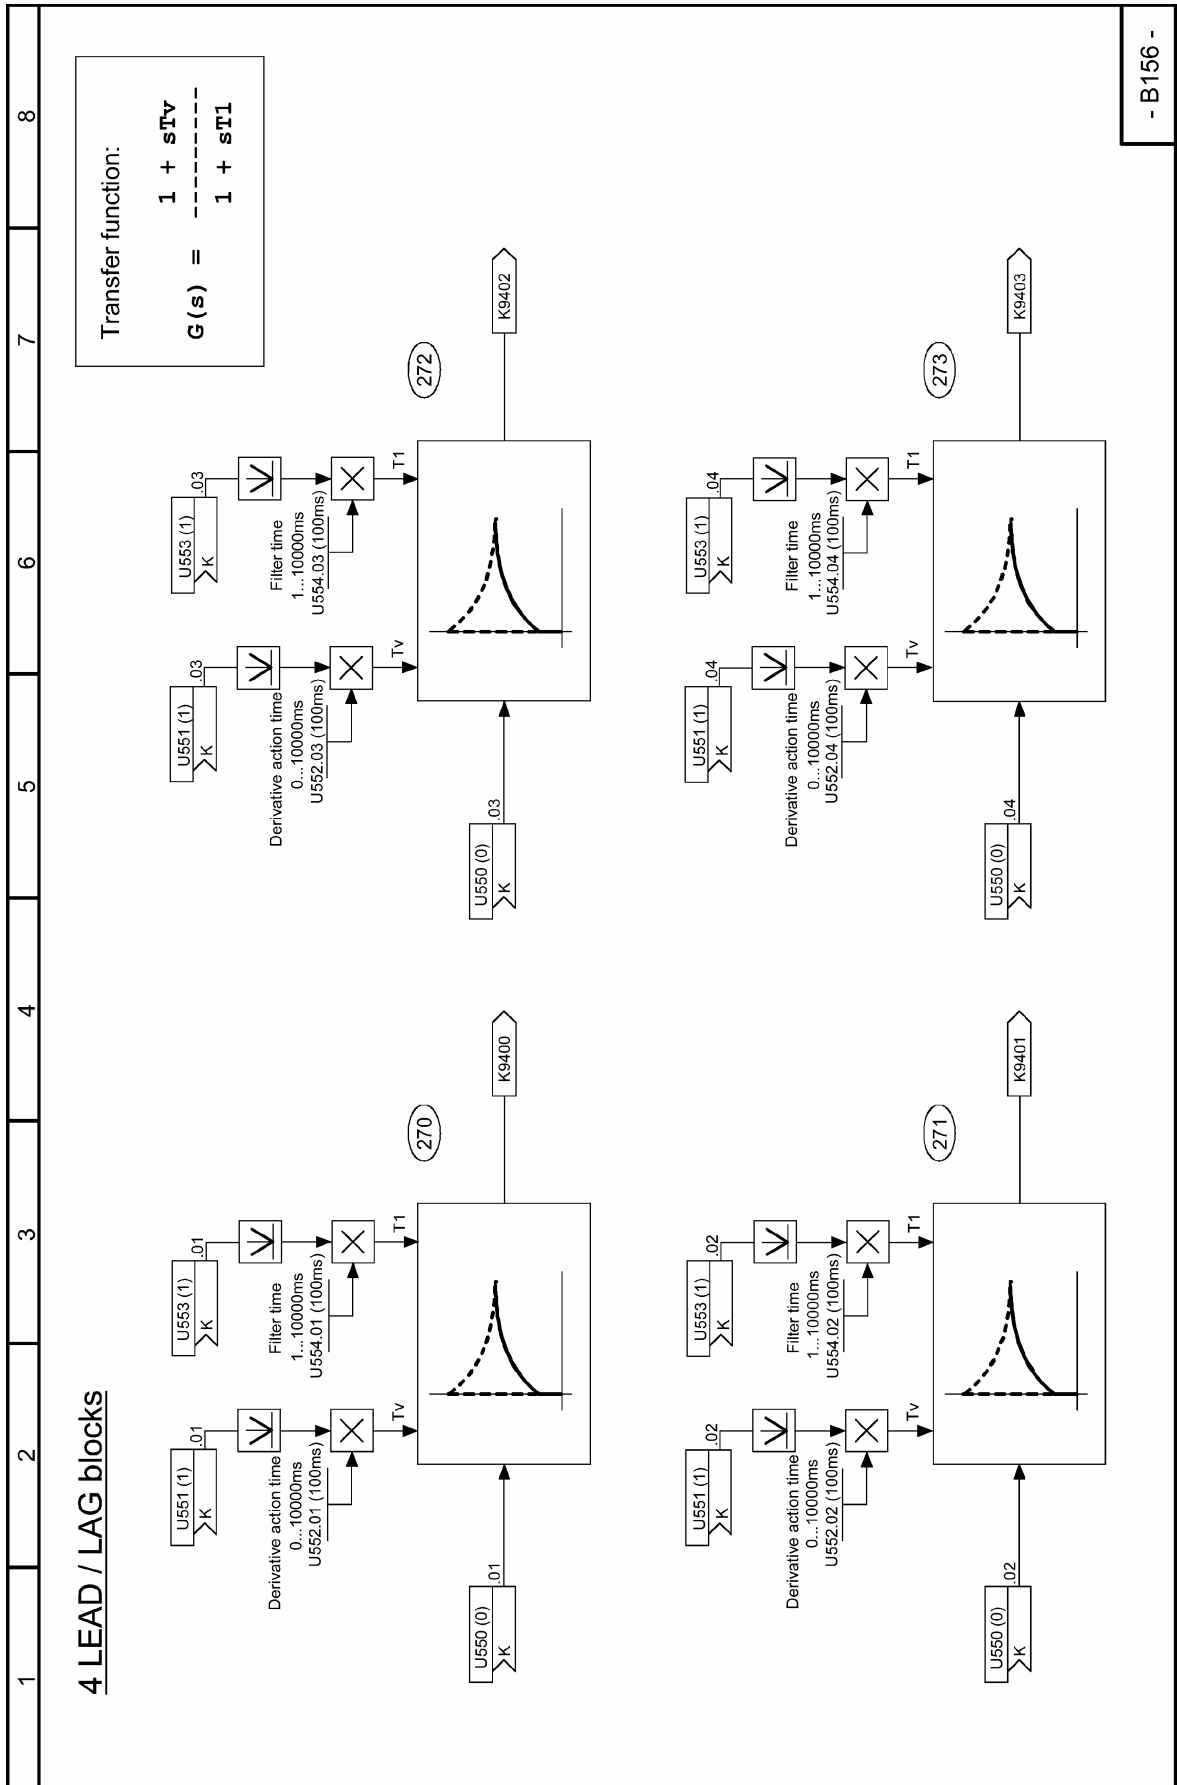 1 2 3 4 5 6 7 8
4 LEAD / LAG blocks
Transfer function:
1 + sTv
G(s) = ---------
1 + sT1
U551 (1)
K
.01
U553 (1)
K
.01
Derivative action time
0...10000ms
U552.01 (100ms)
Filter time
1...10000ms
U554.01 (100ms)
Tv
T1
270
U550 (0)
K
.01
K9400
U551 (1)
K
.03
U553 (1)
K
.03
Derivative action time
0...10000ms
U552.03 (100ms)
Filter time
1...10000ms
U554.03 (100ms)
Tv
T1
272
U550 (0)
K
.03
K9402
U551 (1)
K
.02
U553 (1)
K
.02
Derivative action time
0...10000ms
U552.02 (100ms)
Filter time
1...10000ms
U554.02 (100ms)
Tv
T1
271
U550 (0)
K
.02
K9401
U551 (1)
K
.04
U553 (1)
K
.04
Derivative action time
0...10000ms
U552.04 (100ms)
Filter time
1...10000ms
U554.04 (100ms)
Tv
T1
273
U550 (0)
K
.04
K9403
- B156 -